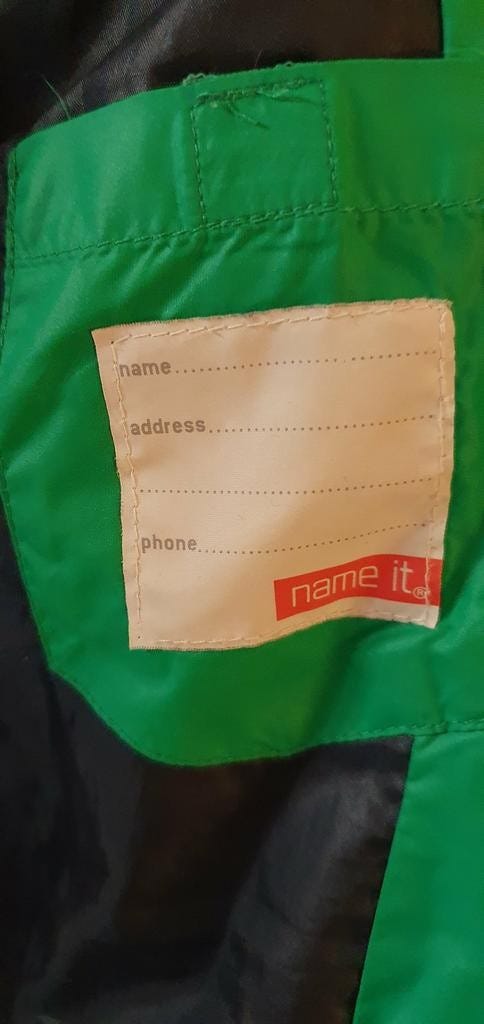 name........................................
address..................................
...........................................
phone..................................
name it®